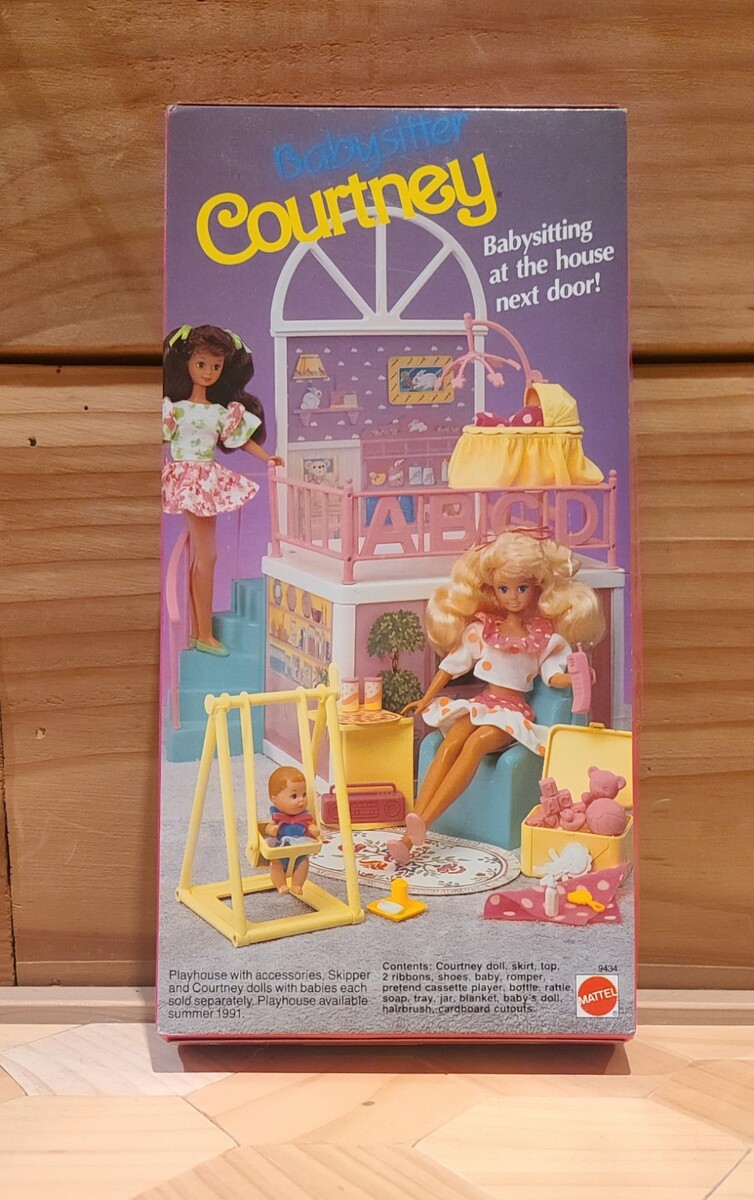 Babysitter
Courtney
Babysitting
at the house
next door!
ABCD
Playhouse with accessories, Skipper
and Courtney dolls with babies each
sold separately. Playhouse available
summer 1991.
Contents: Courtney doll, skirt, top,
2 ribbons, shoes, baby, romper,
pretend cassette player, bottle, rattle,
soap, tray, jar, blanket, baby's doll,
hairbrush, cardboard cutouts.
9434
MATTEL